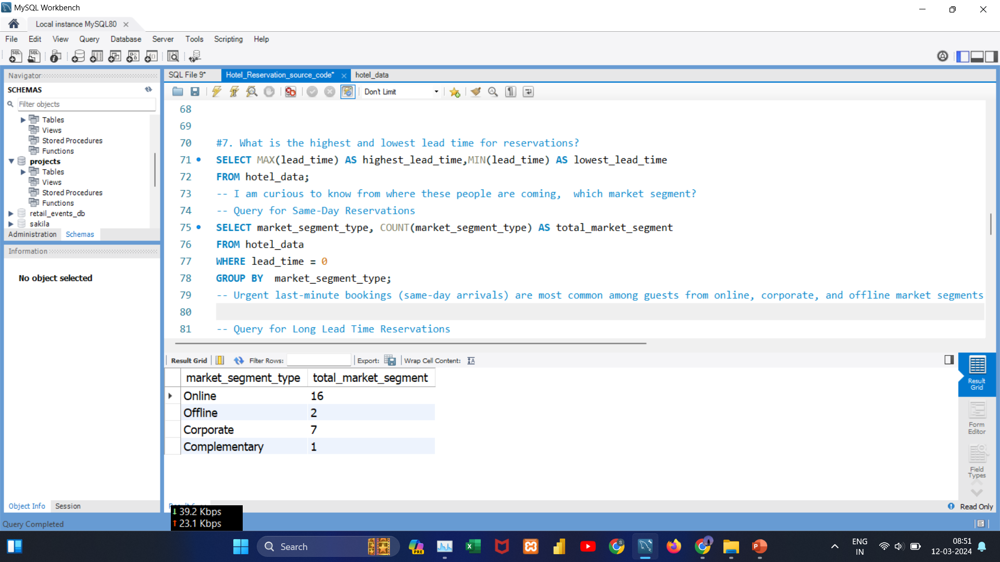 MySQL Workbench
Local instance MySQL80
File Edit View Query Database Server Tools Scripting Help
Navigator
SCHEMAS
Filter objects
Tables
Views
Stored Procedures
Functions
projects
Tables
Views
Stored Procedures
Functions
retail_events_db
sakila
Administration Schemas
Information
No object selected
Object Info Session
SQL File 9* Hotel_Reservation_source_code* hotel_data
Don't Limit
68
69
70 #7. What is the highest and lowest lead time for reservations?
71 SELECT MAX(lead_time) AS highest_lead_time,MIN(lead_time) AS lowest_lead_time
72 FROM hotel_data;
73 -- I am curious to know from where these people are coming,  which market segment?
74 -- Query for Same-Day Reservations
75 SELECT market_segment_type, COUNT(market_segment_type) AS total_market_segment
76 FROM hotel_data
77 WHERE lead_time = 0
78 GROUP BY  market_segment_type;
79 -- Urgent last-minute bookings (same-day arrivals) are most common among guests from online, corporate, and offline market segments
80
81 -- Query for Long Lead Time Reservations
Result Grid Filter Rows: Export: Wrap Cell Content:
market_segment_type total_market_segment
Online 16
Offline 2
Corporate 7
Complementary 1
Result
Grid
Form
Editor
Field
Types
Read Only
39.2 Kbps
23.1 Kbps
Query Completed
Search
PRE
ENG
IN
08:51
12-03-2024